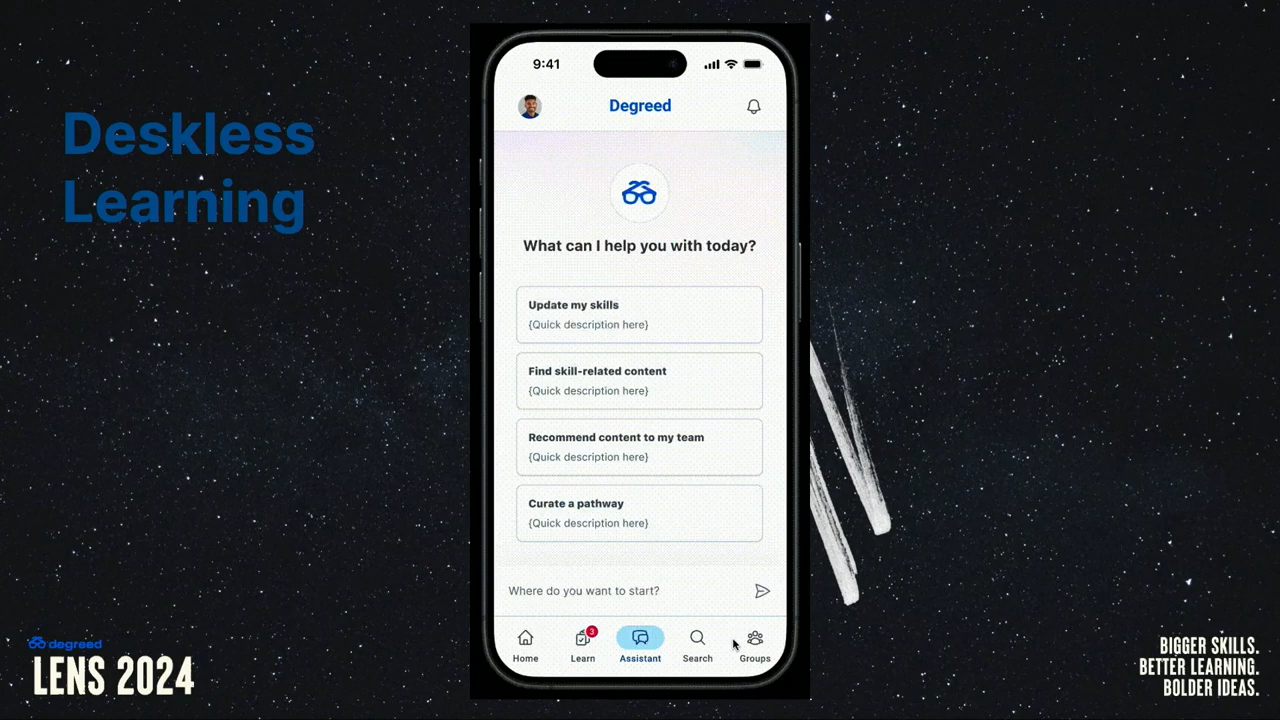 Deskless
Learning
9:41
Degreed
What can I help you with today?
Update my skills
{Quick description here}
Find skill-related content
{Quick description here}
Recommend content to my team
{Quick description here}
Curate a pathway
{Quick description here}
Where do you want to start?
3
Home
Learn
Assistant
Search
Groups
degreed
LENS 2024
BIGGER SKILLS.
BETTER LEARNING.
BOLDER IDEAS.